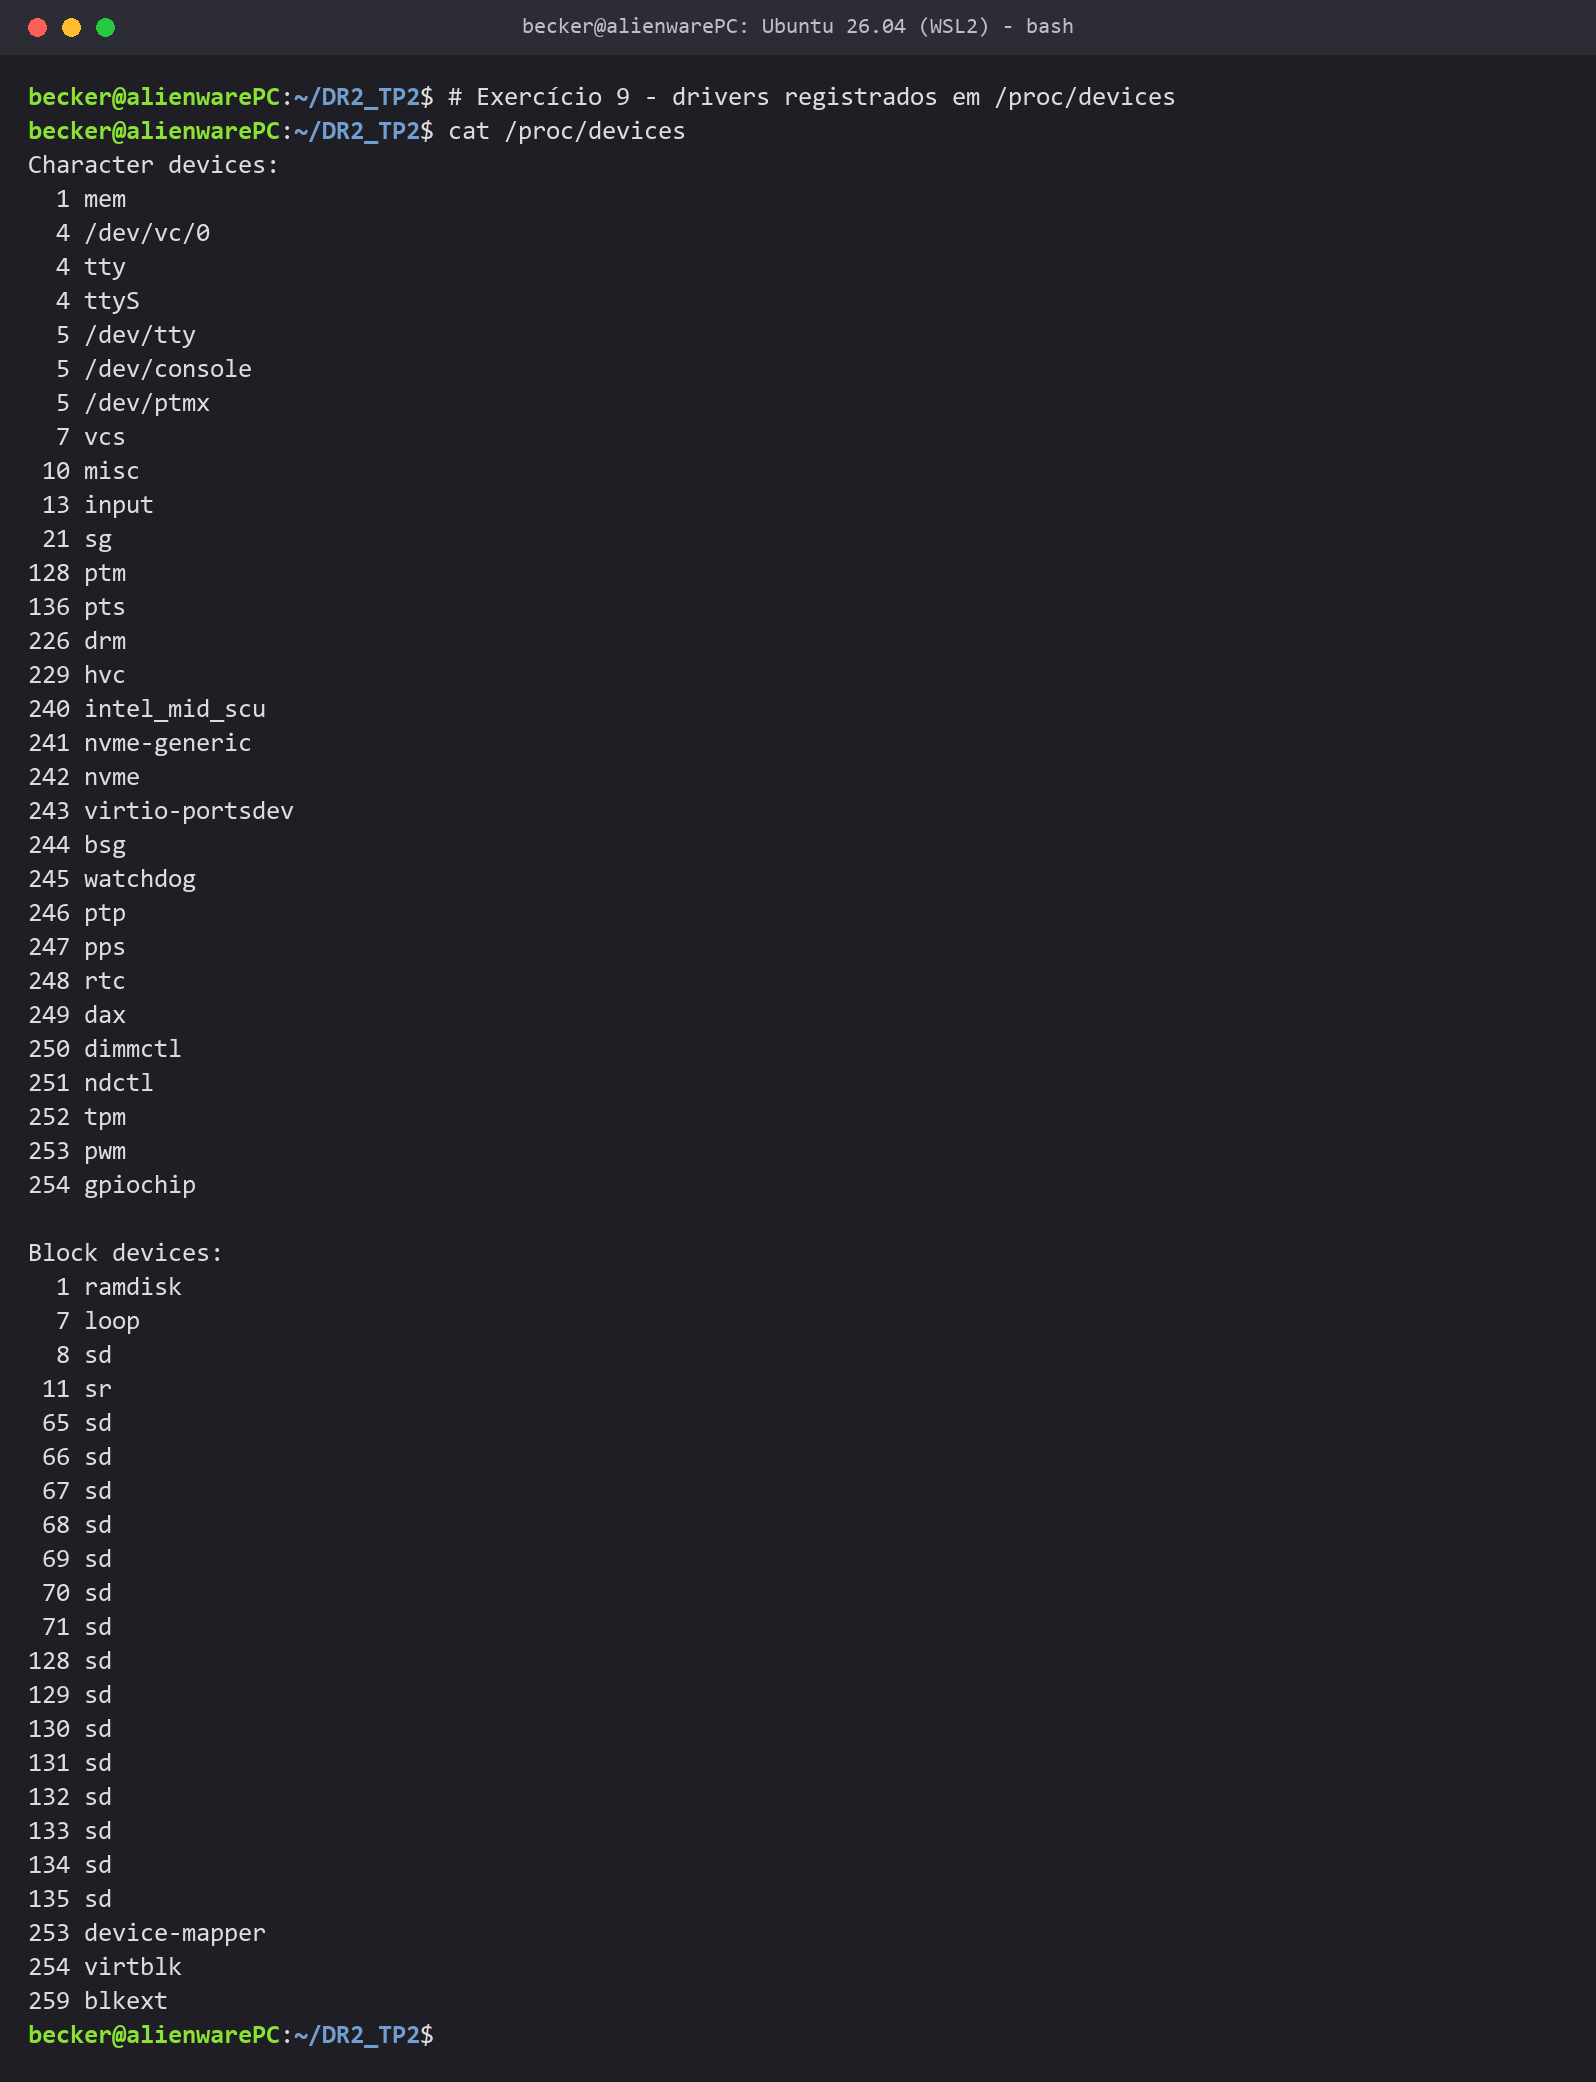 becker@alienwarePC: Ubuntu 26.04 (WSL2) - bash
becker@alienwarePC:~/DR2_TP2$ # Exercício 9 - drivers registrados em /proc/devices
becker@alienwarePC:~/DR2_TP2$ cat /proc/devices
Character devices:
  1 mem
  4 /dev/vc/0
  4 tty
  4 ttyS
  5 /dev/tty
  5 /dev/console
  5 /dev/ptmx
  7 vcs
 10 misc
 13 input
 21 sg
128 ptm
136 pts
226 drm
229 hvc
240 intel_mid_scu
241 nvme-generic
242 nvme
243 virtio-portsdev
244 bsg
245 watchdog
246 ptp
247 pps
248 rtc
249 dax
250 dimmctl
251 ndctl
252 tpm
253 pwm
254 gpiochip

Block devices:
  1 ramdisk
  7 loop
  8 sd
 11 sr
 65 sd
 66 sd
 67 sd
 68 sd
 69 sd
 70 sd
 71 sd
128 sd
129 sd
130 sd
131 sd
132 sd
133 sd
134 sd
135 sd
253 device-mapper
254 virtblk
259 blkext
becker@alienwarePC:~/DR2_TP2$